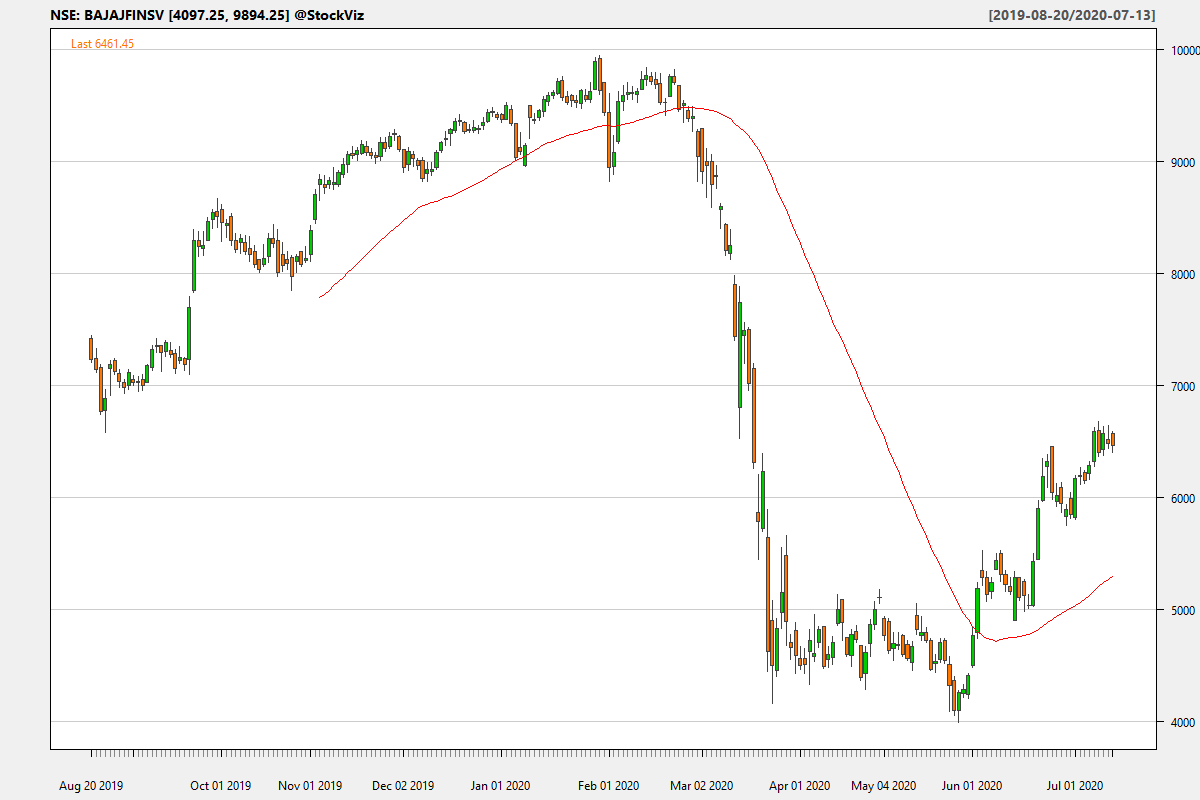 NSE: BAJAJFINSV [4097.25, 9894.25] @StockViz [2019-08-20/2020-07-13]
Last 6461.45
10000
9000
8000
7000
6000
5000
4000
Aug 20 2019 Oct 01 2019 Nov 01 2019 Dec 02 2019 Jan 01 2020 Feb 01 2020 Mar 02 2020 Apr 01 2020 May 04 2020 Jun 01 2020 Jul 01 2020